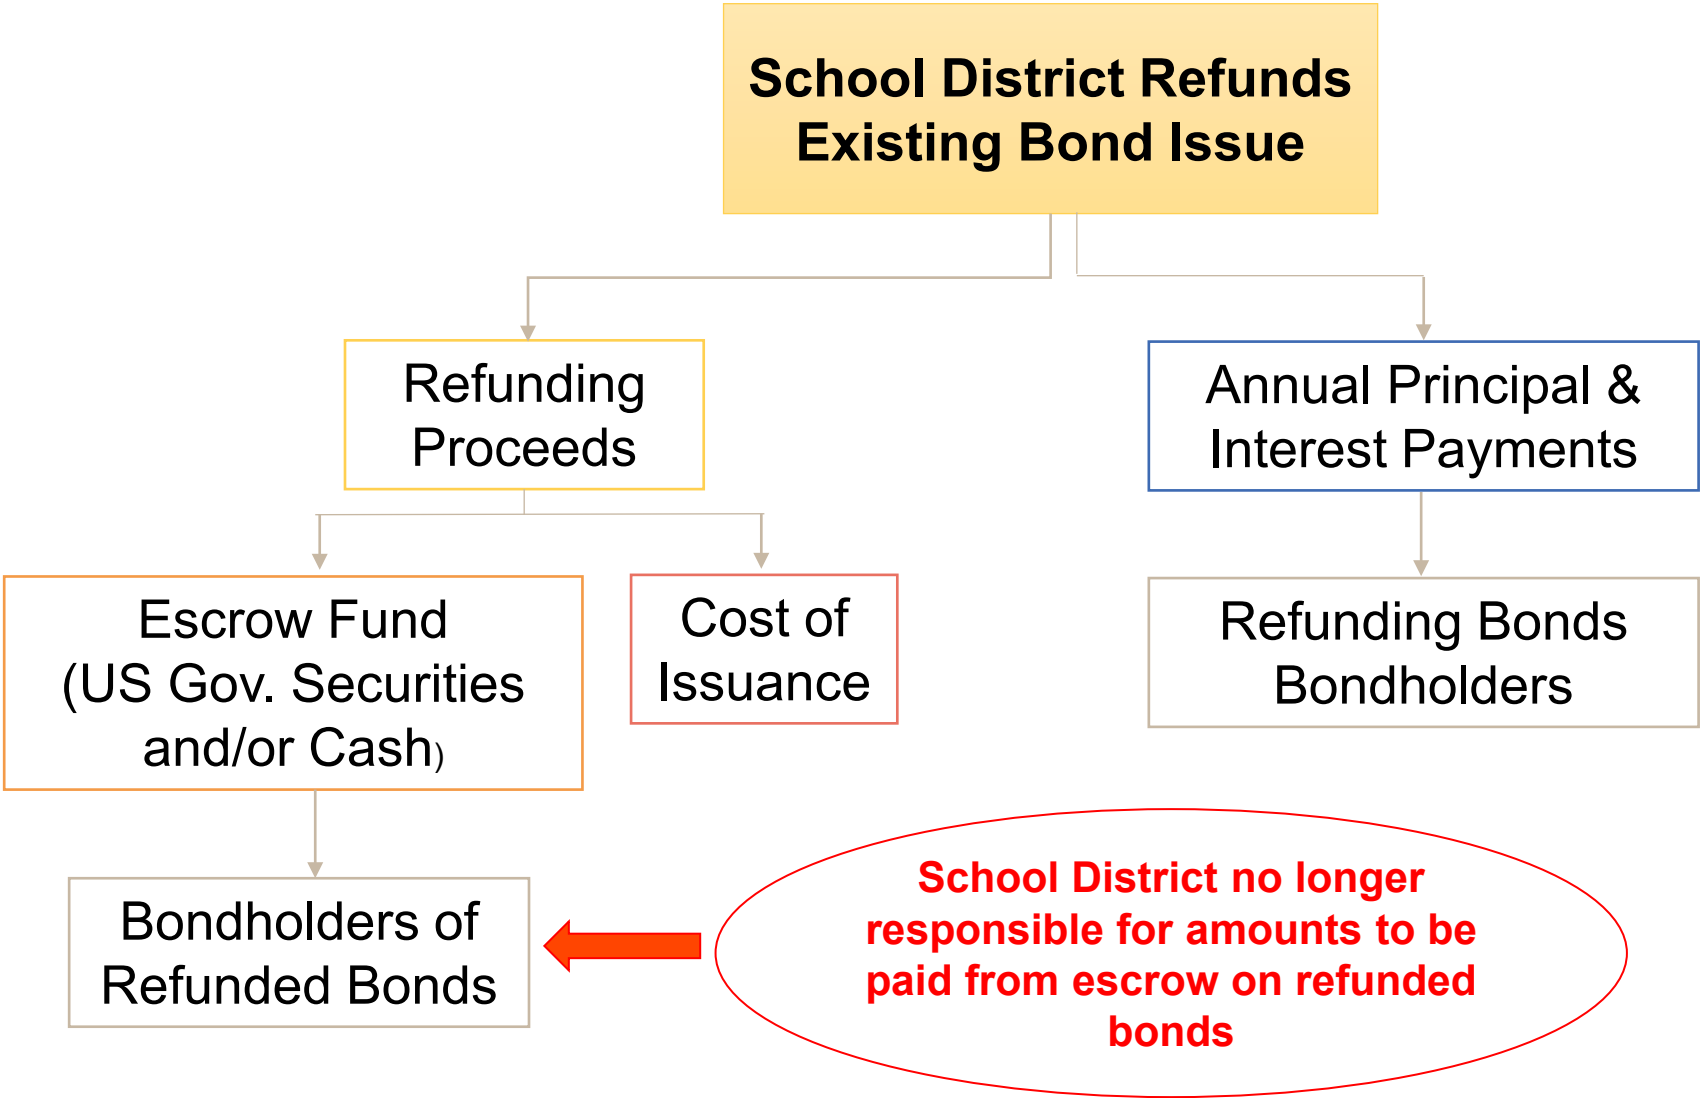 School District Refunds
Existing Bond Issue
Refunding
Proceeds
Annual Principal &
Interest Payments
Escrow Fund
(US Gov. Securities
and/or Cash)
Cost of
Issuance
Refunding Bonds
Bondholders
Bondholders of
Refunded Bonds
School District no longer
responsible for amounts to be
paid from escrow on refunded
bonds